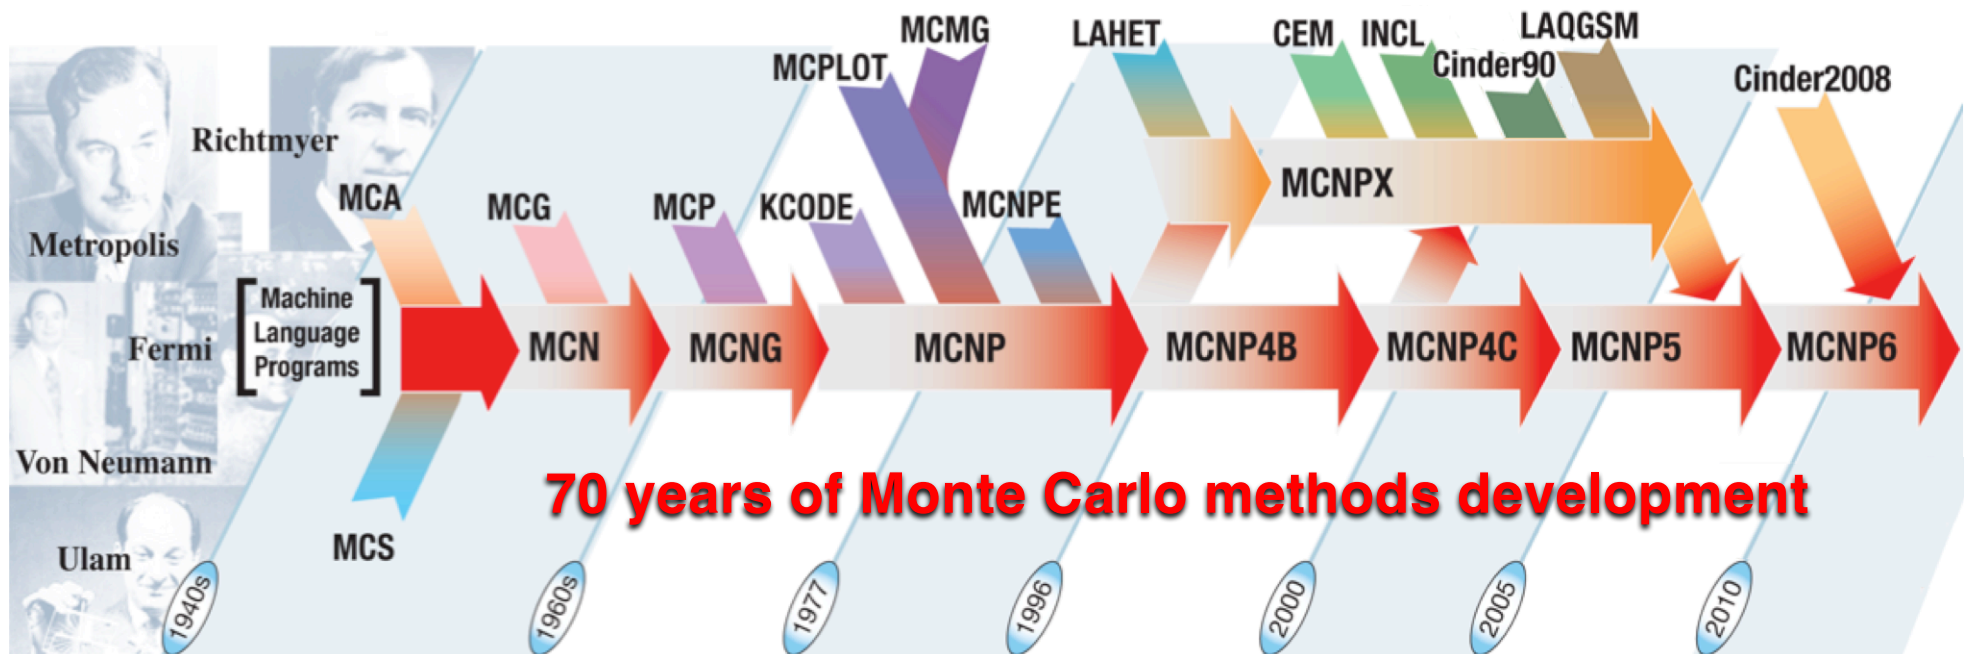 MCMG
LAHET
CEM
INCL
LAQGSM
MCPLOT
Cinder90
Cinder2008
Richtmyer
MCA
MCG
MCP
KCODE
MCNPE
MCNPX
Metropolis
[Machine
Language
Programs]
Fermi
MCN
MCNG
MCNP
MCNP4B
MCNP4C
MCNP5
MCNP6
Von Neumann
70 years of Monte Carlo methods development
MCS
Ulam
1940s
1960s
1977
1996
2000
2005
2010